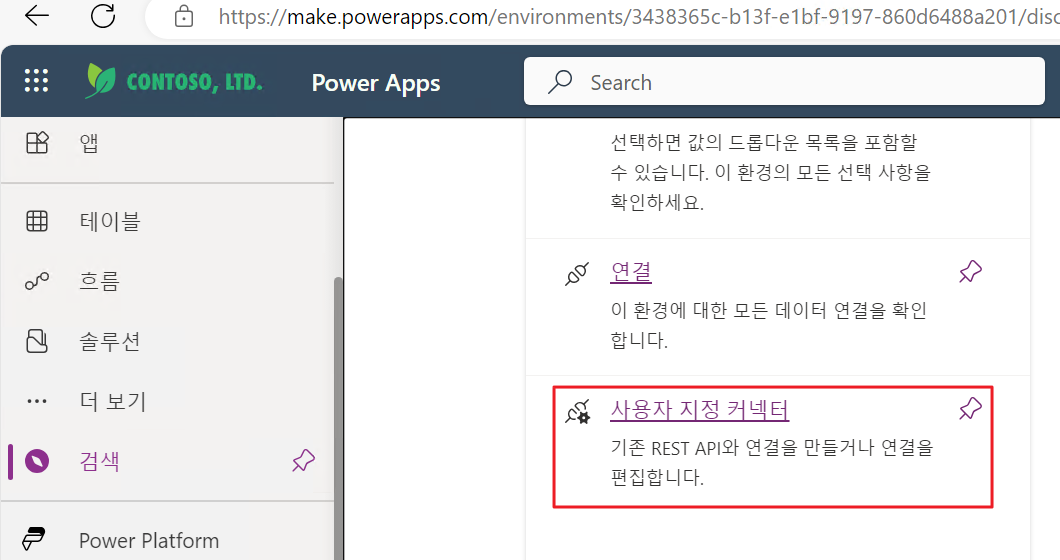 https://make.powerapps.com/environments/3438365c-b13f-e1bf-9197-860d6488a201/disc
CONTOSO, LTD.
Power Apps
Search
앱
테이블
흐름
솔루션
더 보기
검색
Power Platform
선택하면 값의 드롭다운 목록을 포함할
수 있습니다. 이 환경의 모든 선택 사항을
확인하세요.
연결
이 환경에 대한 모든 데이터 연결을 확인
합니다.
사용자 지정 커넥터
기존 REST API와 연결을 만들거나 연결을
편집합니다.